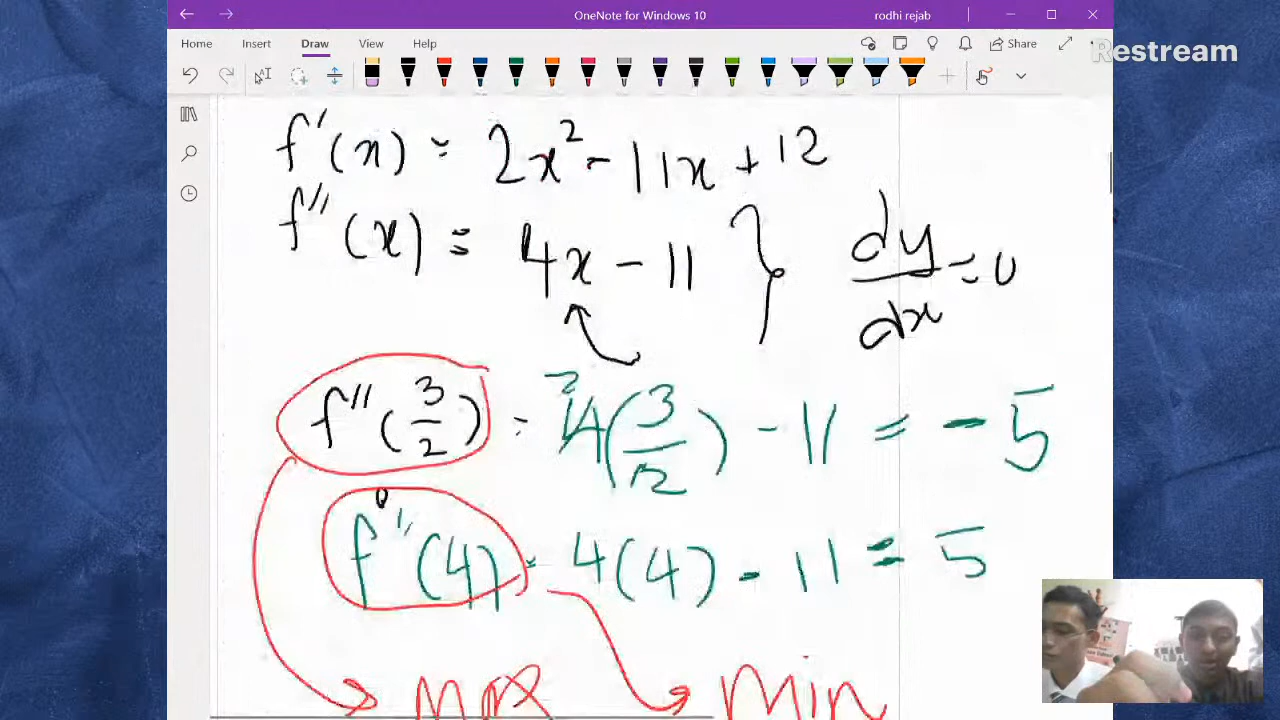 OneNote for Windows 10
rodhi rejab
Home Insert Draw View Help
Share
Restream
f'(x) = 2x² - 11x + 12
f''(x) = 4x - 11 } dy/dx = 0
f''(3/2) = 4(3/2) - 11 = -5
f''(4) = 4(4) - 11 = 5
max min